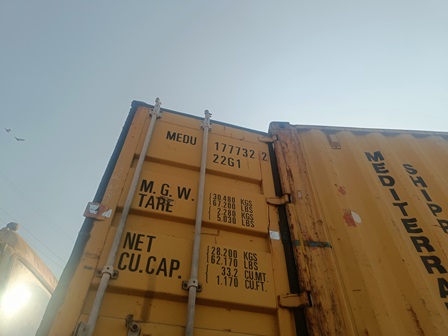 MEDU 177732 2
22G1
M.G.W. 30.480 KGS
67.200 LBS
TARE 2.280 KGS
5.030 LBS
NET 28.200 KGS
62.170 LBS
CU.CAP. 33.2 CU.MT.
1.170 CU.FT.
MEDITERRA
SHIPP